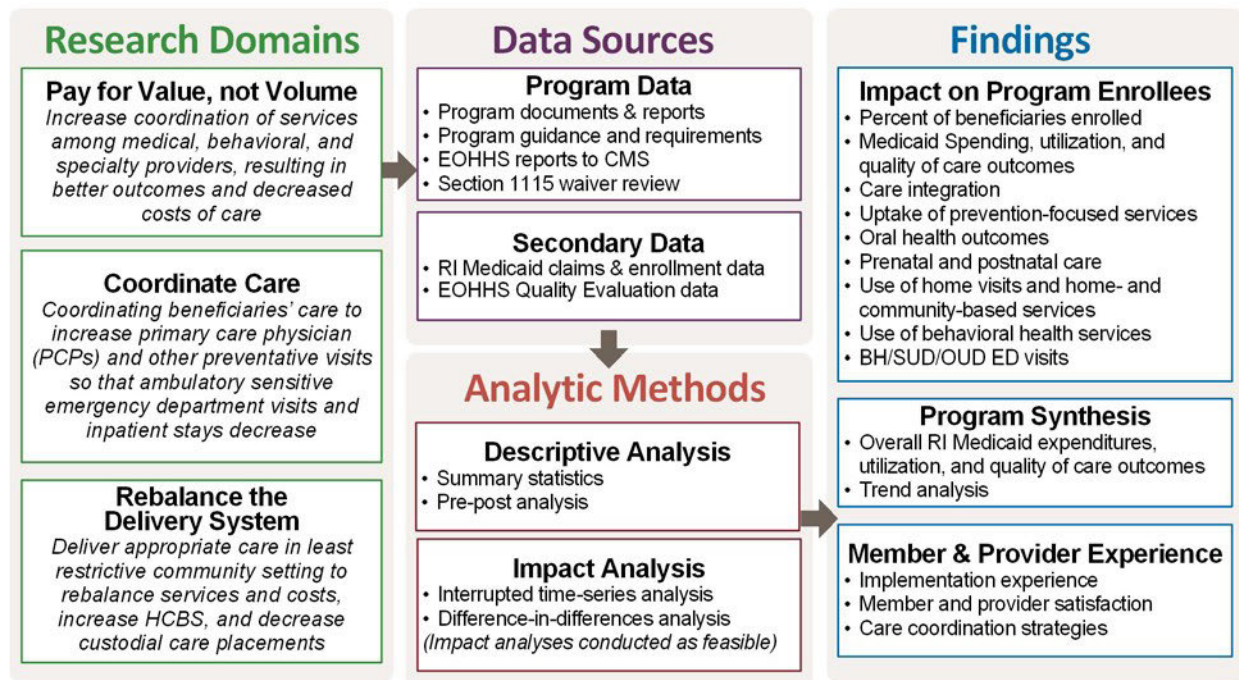 Research Domains
Pay for Value, not Volume
Increase coordination of services
among medical, behavioral, and
specialty providers, resulting in
better outcomes and decreased
costs of care
Coordinate Care
Coordinating beneficiaries' care to
increase primary care physician
(PCPs) and other preventative visits
so that ambulatory sensitive
emergency department visits and
inpatient stays decrease
Rebalance the
Delivery System
Deliver appropriate care in least
restrictive community setting to
rebalance services and costs,
increase HCBS, and decrease
custodial care placements
Data Sources
Program Data
• Program documents & reports
• Program guidance and requirements
• EOHHS reports to CMS
• Section 1115 waiver review
Secondary Data
• RI Medicaid claims & enrollment data
• EOHHS Quality Evaluation data
Analytic Methods
Descriptive Analysis
• Summary statistics
• Pre-post analysis
Impact Analysis
• Interrupted time-series analysis
• Difference-in-differences analysis
(Impact analyses conducted as feasible)
Findings
Impact on Program Enrollees
• Percent of beneficiaries enrolled
• Medicaid Spending, utilization, and
quality of care outcomes
• Care integration
• Uptake of prevention-focused services
• Oral health outcomes
• Prenatal and postnatal care
• Use of home visits and home- and
community-based services
• Use of behavioral health services
• BH/SUD/OUD ED visits
Program Synthesis
• Overall RI Medicaid expenditures,
utilization, and quality of care outcomes
• Trend analysis
Member & Provider Experience
• Implementation experience
• Member and provider satisfaction
• Care coordination strategies